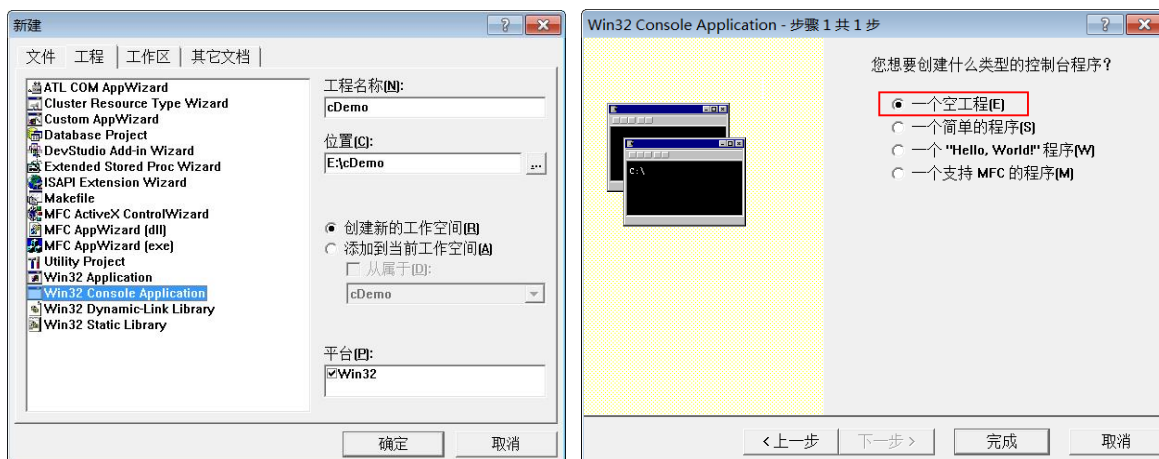 新建
文件 工程 工作区 其它文档
ATL COM AppWizard
Cluster Resource Type Wizard
Custom AppWizard
Database Project
DevStudio Add-in Wizard
Extended Stored Proc Wizard
ISAPI Extension Wizard
Makefile
MFC ActiveX ControlWizard
MFC AppWizard (dll)
MFC AppWizard (exe)
Utility Project
Win32 Application
Win32 Console Application
Win32 Dynamic-Link Library
Win32 Static Library
工程名称(N):
cDemo
位置(C):
E:\cDemo
...
创建新的工作空间(R)
添加到当前工作空间(A)
从属于(D):
cDemo
平台(P):
Win32
确定 取消
Win32 Console Application - 步骤 1 共 1 步
C:\
您想要创建什么类型的控制台程序?
一个空工程(E)
一个简单的程序(S)
一个 "Hello, World!" 程序(W)
一个支持 MFC 的程序(M)
<上一步 下一步> 完成 取消